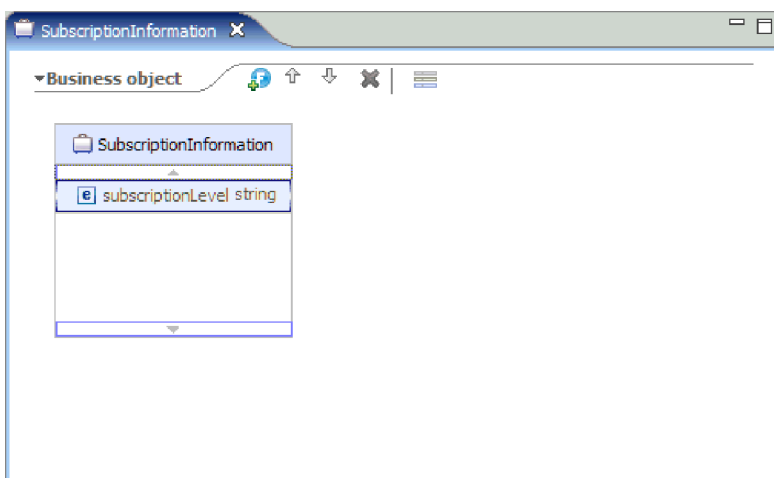 SubscriptionInformation
Business object
SubscriptionInformation
e subscriptionLevel string